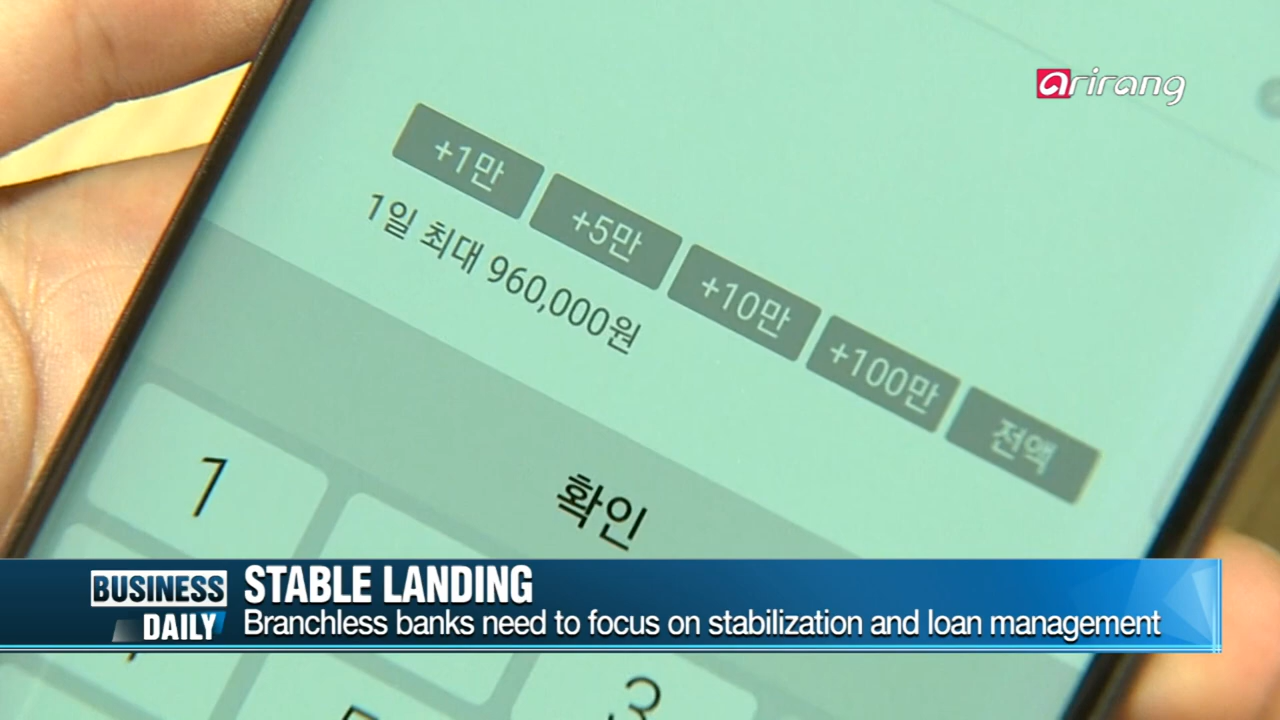 arirang
+1만
+5만
+10만
+100만
전액
1일 최대 960,000원
확인
1
3
BUSINESS
DAILY
STABLE LANDING
Branchless banks need to focus on stabilization and loan management